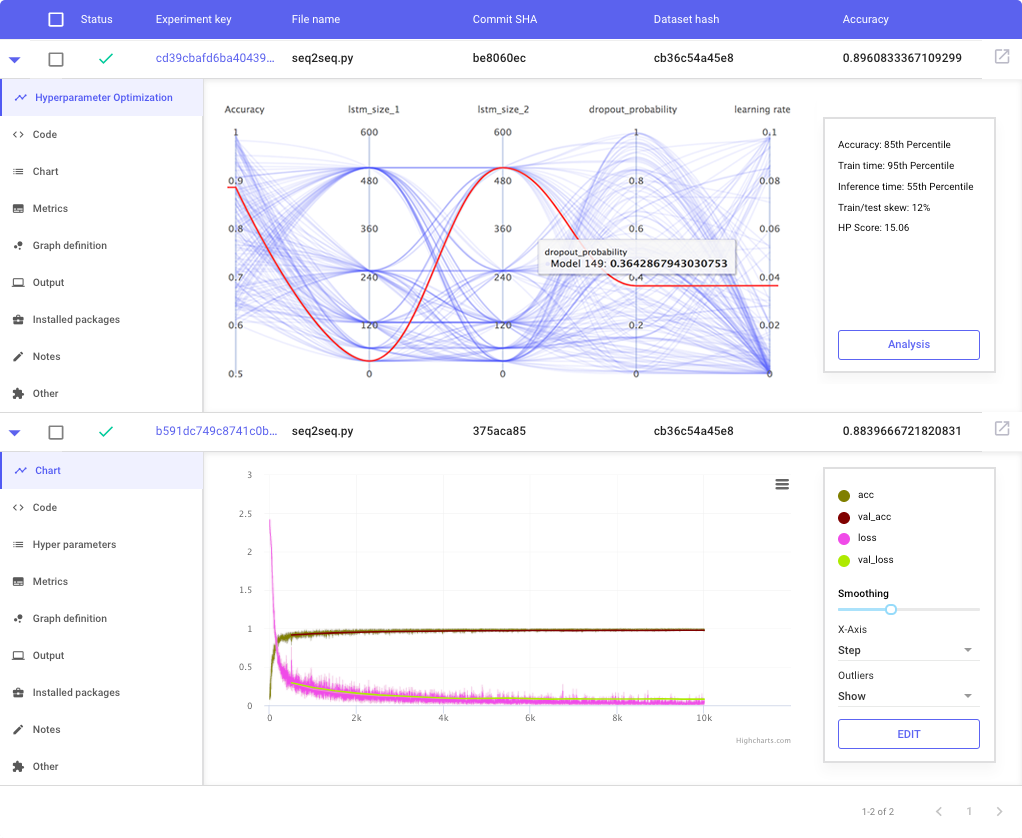 Status Experiment key File name Commit SHA Dataset hash Accuracy
cd39cbafd6ba40439... seq2seq.py be8060ec cb36c54a45e8 0.8960833367109299
Hyperparameter Optimization
Code
Chart
Metrics
Graph definition
Output
Installed packages
Notes
Other
Accuracy lstm_size_1 lstm_size_2 dropout_probability learning rate
1 600 600 1 0.1
0.9 480 480 0.8 0.08
0.8 360 360 0.6 0.06
0.7 240 240 0.4 0.04
0.6 120 120 0.2 0.02
0.5 0 0 0 0
dropout_probability
Model 149: 0.3642867943030753
Accuracy: 85th Percentile
Train time: 95th Percentile
Inference time: 55th Percentile
Train/test skew: 12%
HP Score: 15.06
Analysis
b591dc749c8741c0b... seq2seq.py 375aca85 cb36c54a45e8 0.8839666721820831
Chart
Code
Hyper parameters
Metrics
Graph definition
Output
Installed packages
Notes
Other
3
2.5
2
1.5
1
0.5
0
0 2k 4k 6k 8k 10k
Highcharts.com
acc
val_acc
loss
val_loss
Smoothing
X-Axis
Step
Outliers
Show
EDIT
1-2 of 2 1